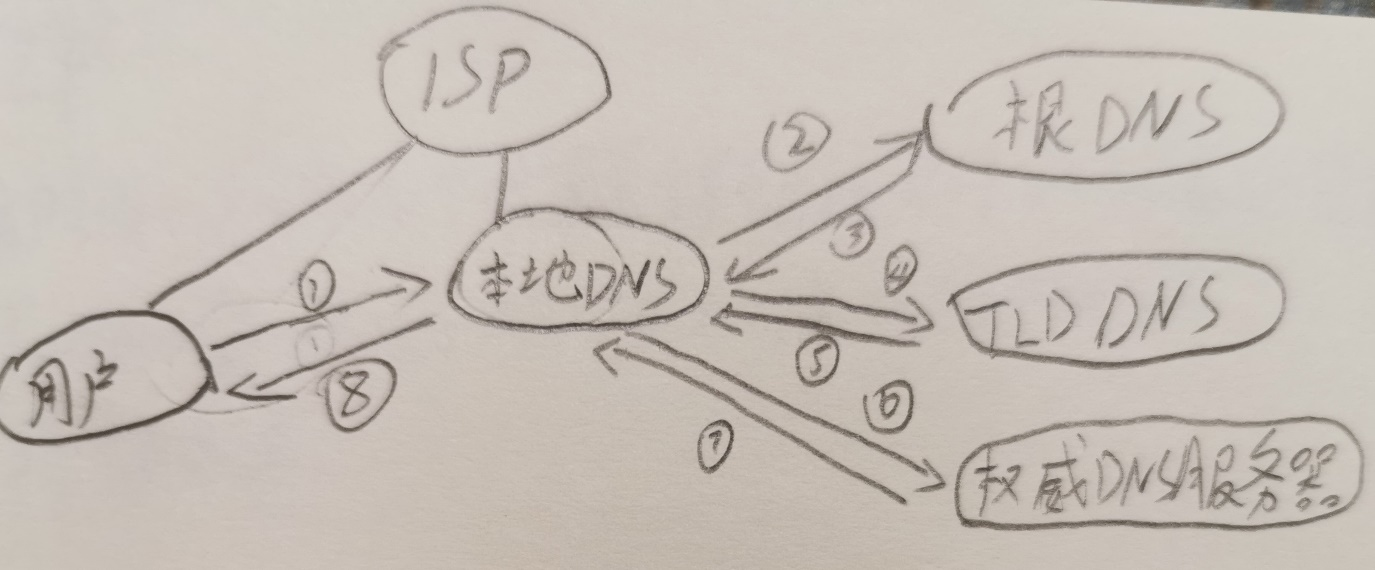 ISP
根DNS
②
③
本地DNS
④
①
TLD DNS
①
⑤
用户
⑧
⑥
⑦
权威DNS服务器